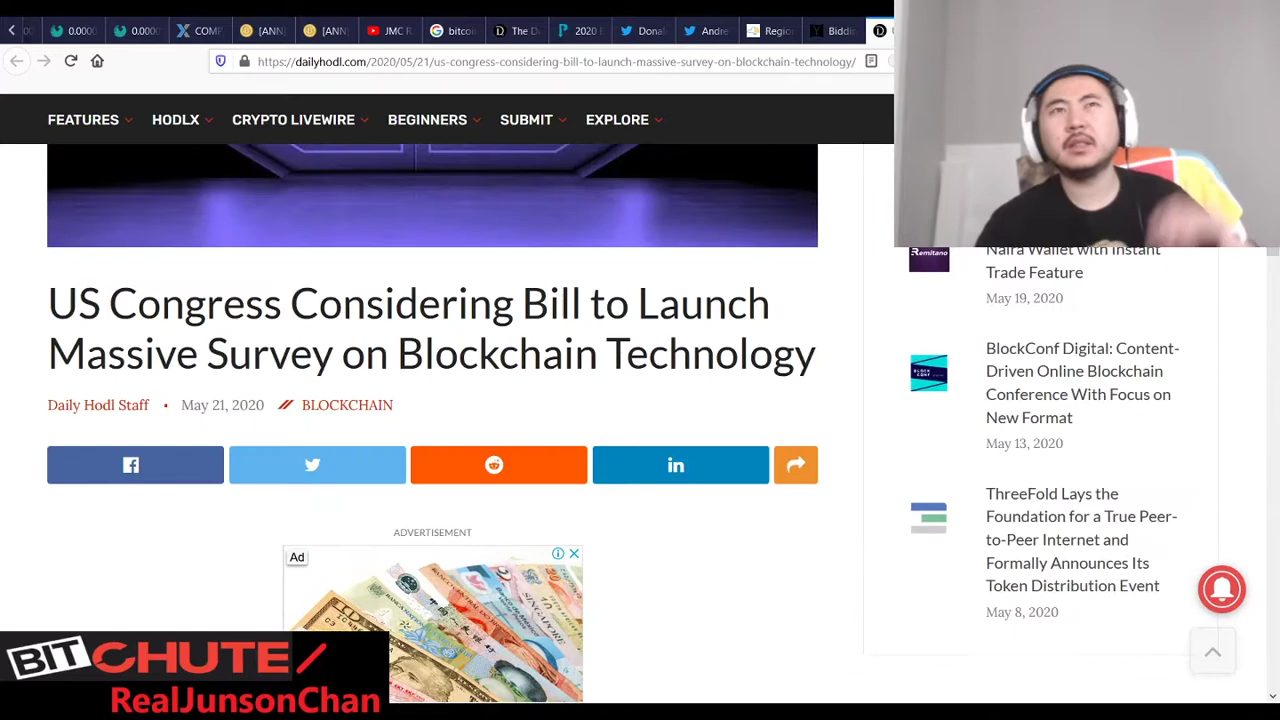 0.0000
0.0000
COMP
[ANN]
[ANN]
JMC R
bitcoi
The D
2020 E
Donal
Andre
Region
Biddi
https://dailyhodl.com/2020/05/21/us-congress-considering-bill-to-launch-massive-survey-on-blockchain-technology/
FEATURES
HODLX
CRYPTO LIVEWIRE
BEGINNERS
SUBMIT
EXPLORE
US Congress Considering Bill to Launch
Massive Survey on Blockchain Technology
Daily Hodl Staff
May 21, 2020
// BLOCKCHAIN
ADVERTISEMENT
Ad
Remitano
Naira Wallet with Instant
Trade Feature
May 19, 2020
BlockConf Digital: Content-
Driven Online Blockchain
Conference With Focus on
New Format
May 13, 2020
ThreeFold Lays the
Foundation for a True Peer-
to-Peer Internet and
Formally Announces Its
Token Distribution Event
May 8, 2020
BITCHUTE
RealJunsonChan